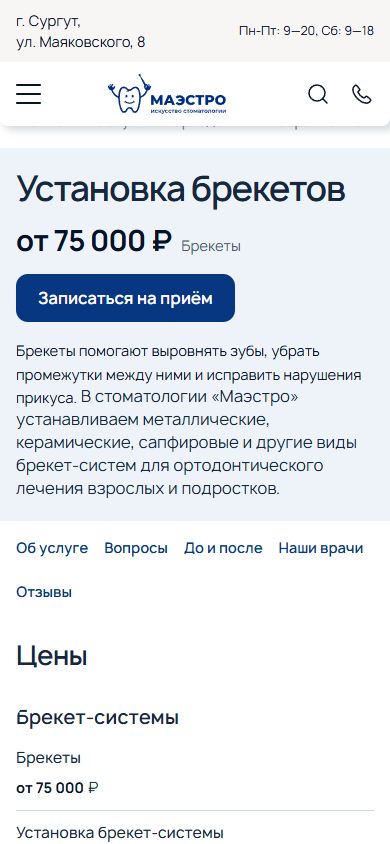 г. Сургут,
ул. Маяковского, 8
Пн-Пт: 9—20, Сб: 9—18
МАЭСТРО
искусство стоматологии
Установка брекетов
от 75 000 ₽ Брекеты
Записаться на приём
Брекеты помогают выровнять зубы, убрать
промежутки между ними и исправить нарушения
прикуса. В стоматологии «Маэстро»
устанавливаем металлические,
керамические, сапфировые и другие виды
брекет-систем для ортодонтического
лечения взрослых и подростков.
Об услуге Вопросы До и после Наши врачи
Отзывы
Цены
Брекет-системы
Брекеты
от 75 000 ₽
Установка брекет-системы